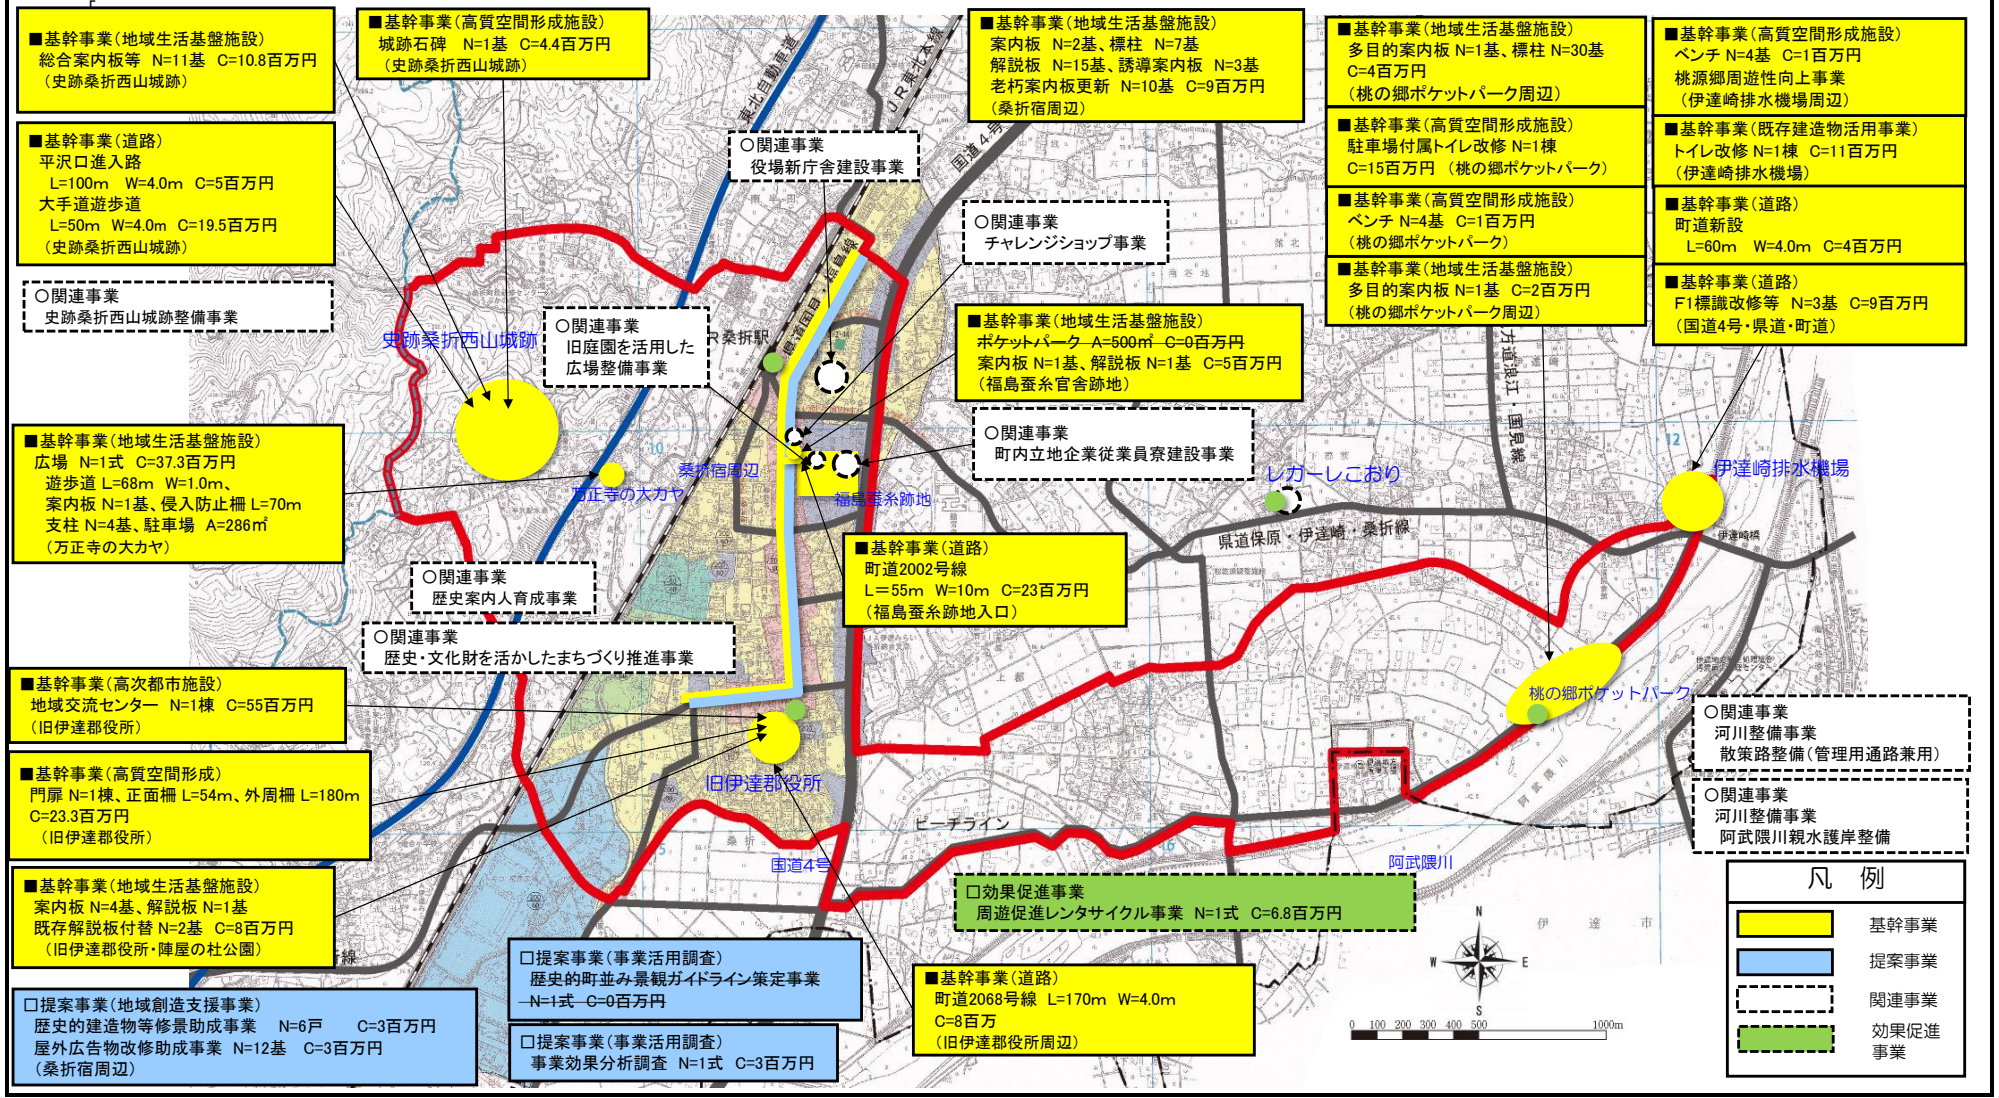 ■基幹事業(地域生活基盤施設)
総合案内板等 N=11基 C=10.8百万円
(史跡桑折西山城跡)
■基幹事業(高質空間形成施設)
城跡石碑 N=1基 C=4.4百万円
(史跡桑折西山城跡)
■基幹事業(地域生活基盤施設)
案内板 N=2基、標柱 N=7基
解説板 N=15基、誘導案内板 N=3基
老朽案内板更新 N=10基 C=9百万円
(桑折宿周辺)
■基幹事業(地域生活基盤施設)
多目的案内板 N=1基、標柱 N=30基
C=4百万円
(桃の郷ポケットパーク周辺)
■基幹事業(高質空間形成施設)
ベンチ N=4基 C=1百万円
桃源郷周遊性向上事業
(伊達崎排水機場周辺)
■基幹事業(道路)
平沢口進入路
L=100m W=4.0m C=5百万円
大手道遊歩道
L=50m W=4.0m C=19.5百万円
(史跡桑折西山城跡)
■基幹事業(高質空間形成施設)
駐車場付属トイレ改修 N=1棟
C=15百万円 (桃の郷ポケットパーク)
■基幹事業(既存建造物活用事業)
トイレ改修 N=1棟 C=11百万円
(伊達崎排水機場)
■基幹事業(高質空間形成施設)
ベンチ N=4基 C=1百万円
(桃の郷ポケットパーク)
■基幹事業(道路)
町道新設
L=60m W=4.0m C=4百万円
■基幹事業(地域生活基盤施設)
多目的案内板 N=1基 C=2百万円
(桃の郷ポケットパーク周辺)
■基幹事業(道路)
F1標識改修等 N=3基 C=9百万円
(国道4号・県道・町道)
東北自動車道
JR東北本線
国道4号
○関連事業
役場新庁舎建設事業
○関連事業
チャレンジショップ事業
○関連事業
史跡桑折西山城跡整備事業
史跡桑折西山城跡
○関連事業
旧庭園を活用した
広場整備事業
R桑折駅
■基幹事業(地域生活基盤施設)
ポケットパーク A=500㎡ C=0百万円
案内板 N=1基、解説板 N=1基 C=5百万円
(福島蚕糸官舎跡地)
方道浪江・国見線
○関連事業
町内立地企業従業員寮建設事業
■基幹事業(地域生活基盤施設)
広場 N=1式 C=37.3百万円
遊歩道 L=68m W=1.0m、
案内板 N=1基、侵入防止柵 L=70m
支柱 N=4基、駐車場 A=286㎡
(万正寺の大カヤ)
10
12
桑折宿周辺
万正寺の大カヤ
福島蚕糸跡地
レガーレこおり
伊達崎排水機場
県道保原・伊達崎・桑折線
伊達崎橋
■基幹事業(道路)
町道2002号線
L=55m W=10m C=23百万円
(福島蚕糸跡地入口)
○関連事業
歴史案内人育成事業
○関連事業
歴史・文化財を活かしたまちづくり推進事業
■基幹事業(高次都市施設)
地域交流センター N=1棟 C=55百万円
(旧伊達郡役所)
桃の郷ポケットパーク
○関連事業
河川整備事業
散策路整備(管理用通路兼用)
■基幹事業(高質空間形成)
門扉 N=1棟、正面柵 L=54m、外周柵 L=180m
C=23.3百万円
(旧伊達郡役所)
旧伊達郡役所
○関連事業
河川整備事業
阿武隈川親水護岸整備
阿武隈川
ピーチライン
桑折
国道4号
阿武隈川
■基幹事業(地域生活基盤施設)
案内板 N=4基、解説板 N=1基
既存解説板付替 N=2基 C=8百万円
(旧伊達郡役所・陣屋の杜公園)
□効果促進事業
周遊促進レンタサイクル事業 N=1式 C=6.8百万円
伊達市
□提案事業(事業活用調査)
歴史的町並み景観ガイドライン策定事業
N=1式 C=0百万円
■基幹事業(道路)
町道2068号線 L=170m W=4.0m
C=8百万
(旧伊達郡役所周辺)
□提案事業(地域創造支援事業)
歴史的建造物等修景助成事業 N=6戸 C=3百万円
屋外広告物改修助成事業 N=12基 C=3百万円
(桑折宿周辺)
□提案事業(事業活用調査)
事業効果分析調査 N=1式 C=3百万円
N
W E
S
0 100 200 300 400 500 1000m
凡 例
基幹事業
提案事業
関連事業
効果促進
事業